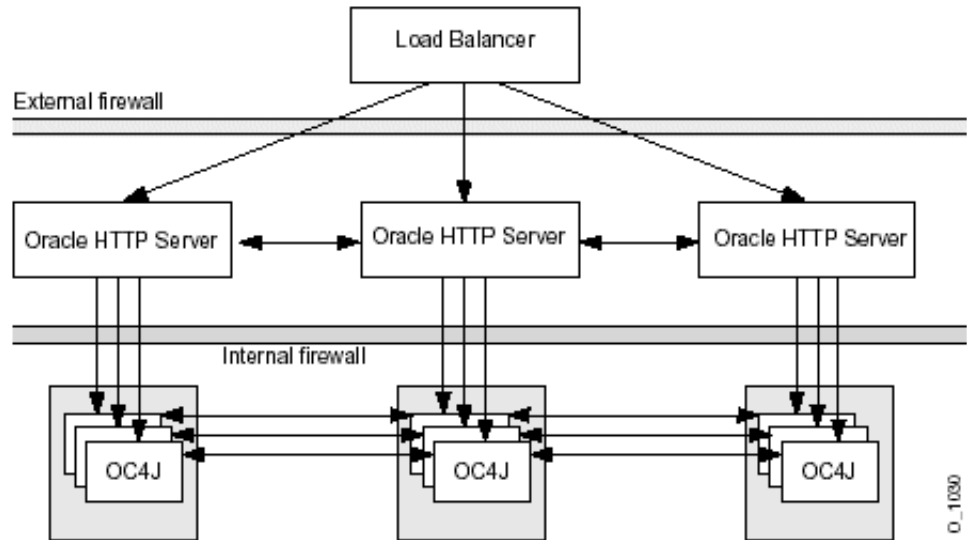 Load Balancer
External firewall
Oracle HTTP Server
Oracle HTTP Server
Oracle HTTP Server
Internal firewall
OC4J
OC4J
OC4J
O_1030